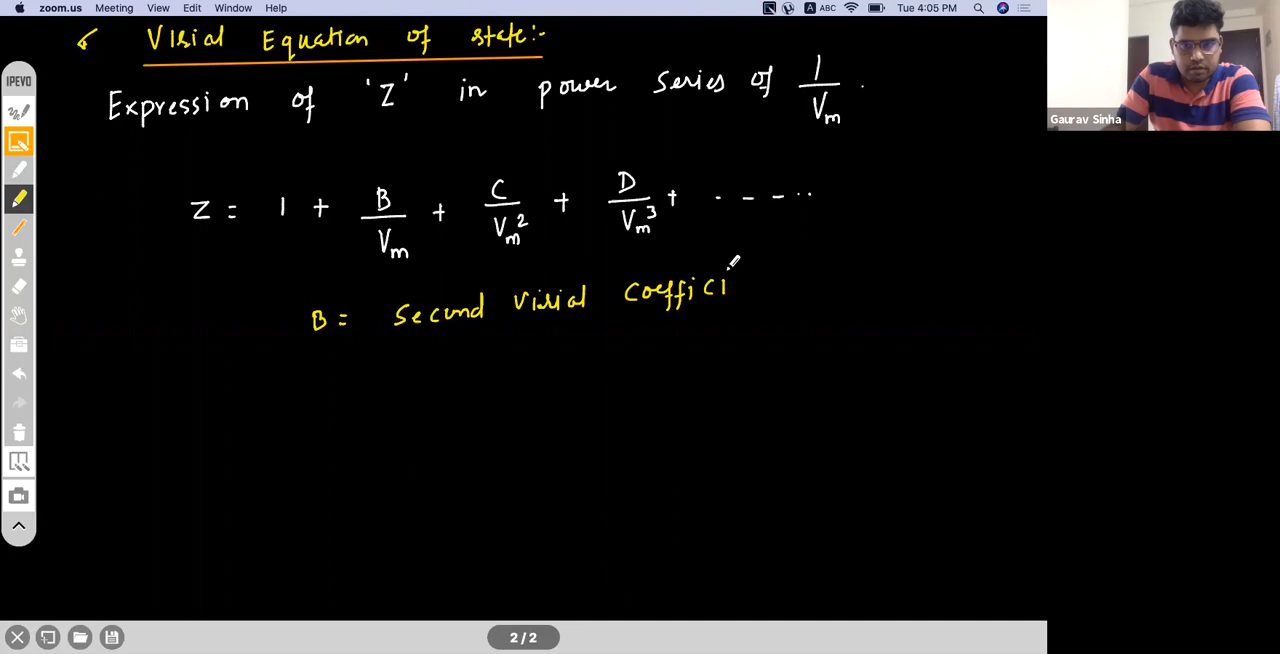 zoom.us Meeting View Edit Window Help A ABC Tue 4:05 PM
Virial Equation of state:-
Expression of 'Z' in power series of 1/Vm.
Z = 1 + B/Vm + C/Vm² + D/Vm³ + - - - ..
B = Second Virial Coeffici
IPEVO
Gaurav Sinha
2 / 2